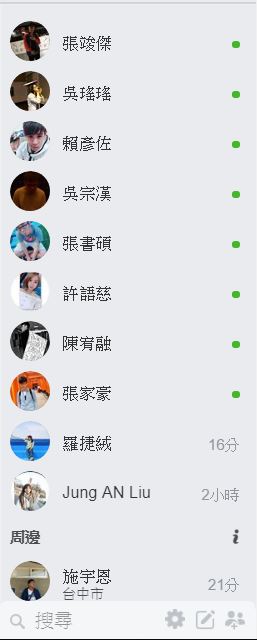 張竣傑
吳瑤瑤
賴彥佐
吳宗漢
張書碩
許語慈
陳宥融
張家豪
羅捷絨
16分
Jung AN Liu
2小時
周邊
施宇恩
21分
台中市
搜尋